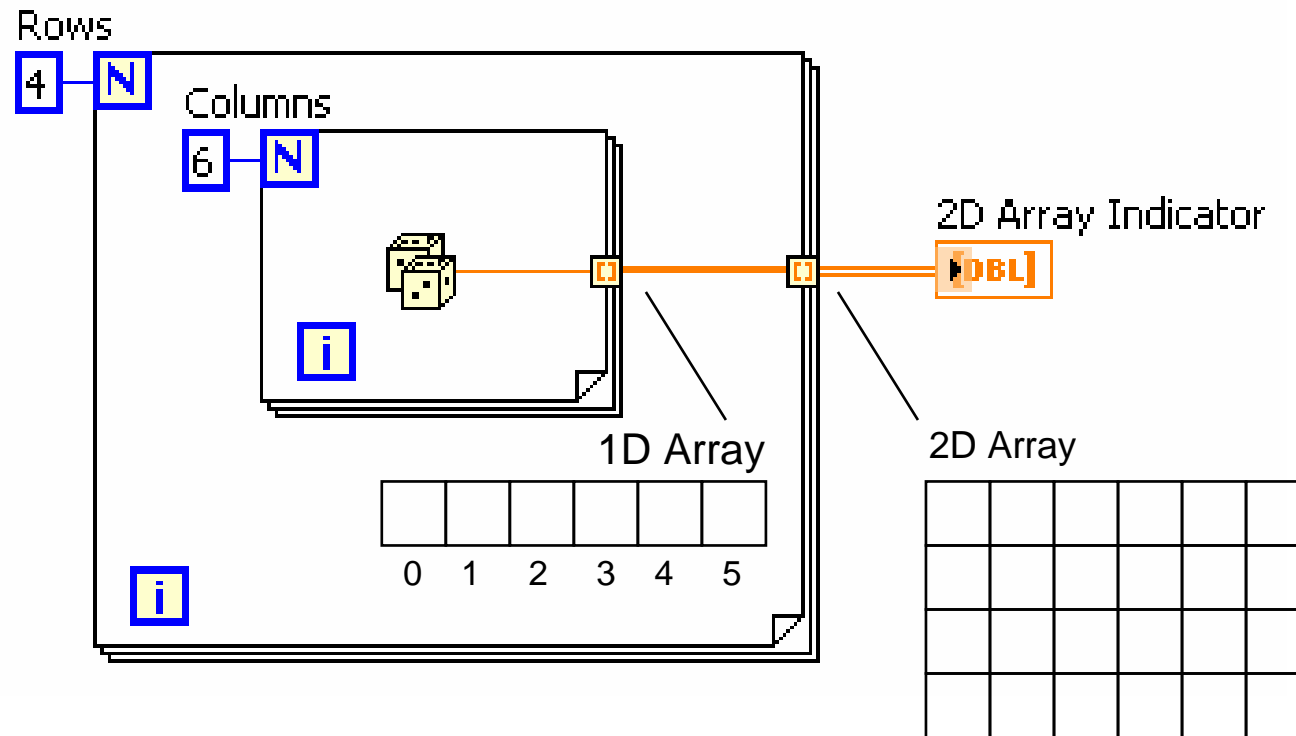 Rows
4 N
Columns
6 N
2D Array Indicator
[DBL]
i
1D Array
2D Array
0 1 2 3 4 5
i